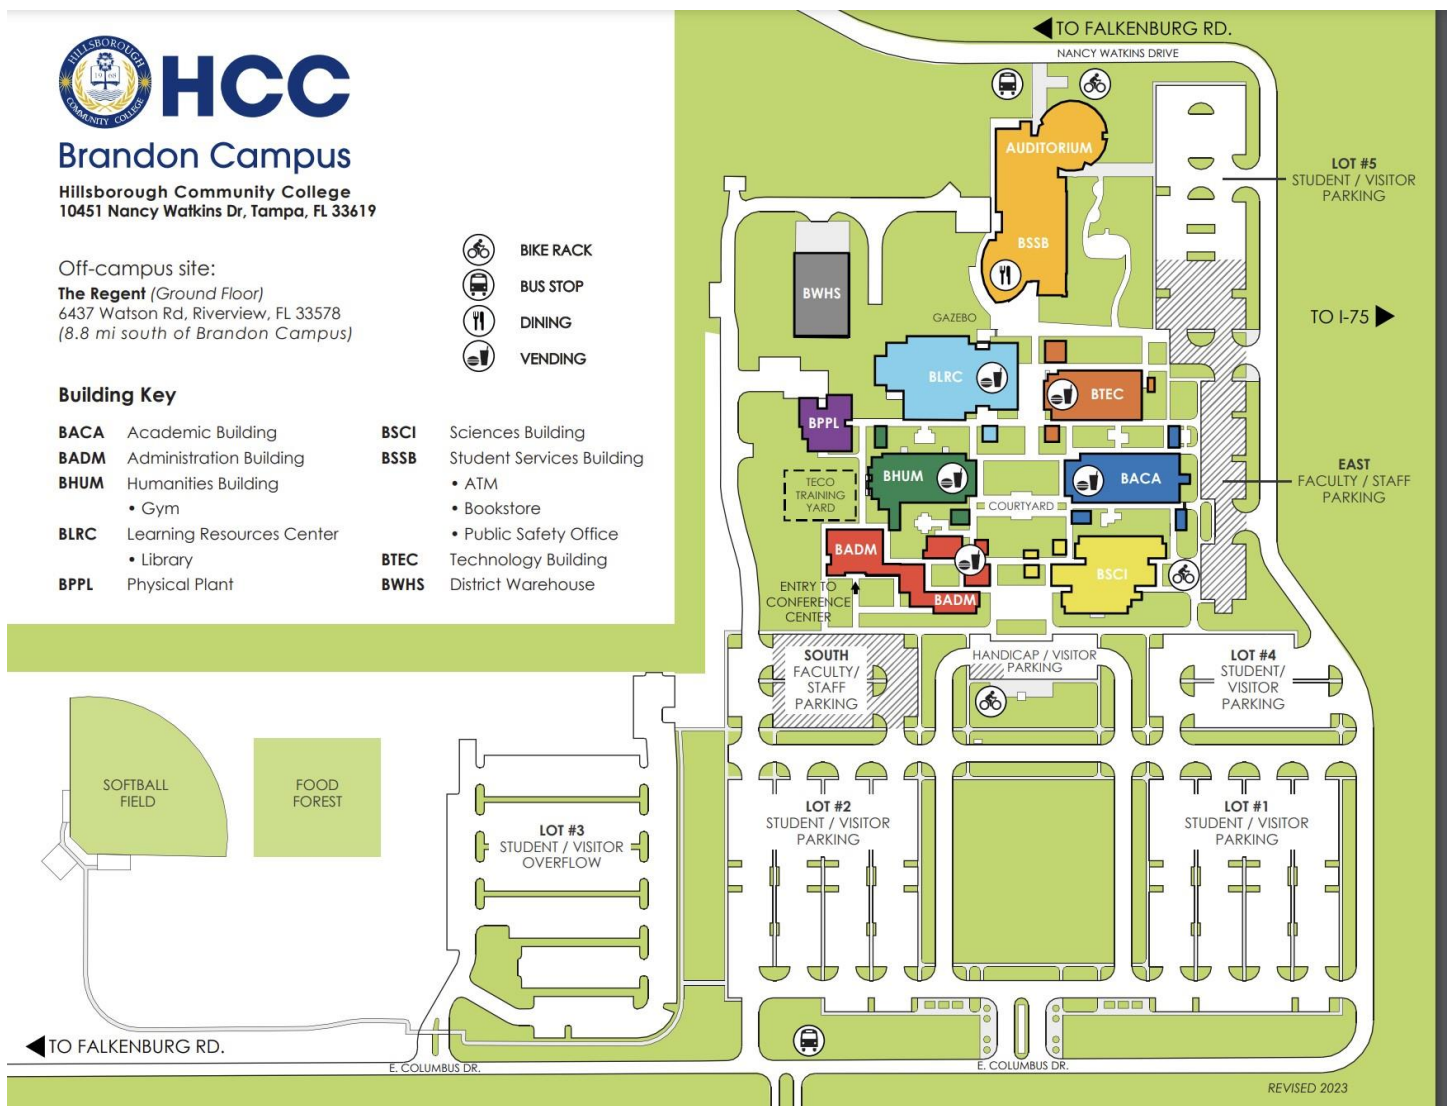 HILLSBOROUGH
1968
COMMUNITY COLLEGE
HCC
Brandon Campus
Hillsborough Community College
10451 Nancy Watkins Dr, Tampa, FL 33619
Off-campus site:
The Regent (Ground Floor)
6437 Watson Rd, Riverview, FL 33578
(8.8 mi south of Brandon Campus)
BIKE RACK
BUS STOP
DINING
VENDING
Building Key
BACA Academic Building
BADM Administration Building
BHUM Humanities Building
• Gym
BLRC Learning Resources Center
• Library
BPPL Physical Plant
BSCI Sciences Building
BSSB Student Services Building
• ATM
• Bookstore
• Public Safety Office
BTEC Technology Building
BWHS District Warehouse
TO FALKENBURG RD.
NANCY WATKINS DRIVE
AUDITORIUM
LOT #5
STUDENT / VISITOR
PARKING
BSSB
BWHS
GAZEBO
TO I-75
BLRC
BTEC
BPPL
BHUM
BACA
TECO
TRAINING
YARD
COURTYARD
EAST
FACULTY / STAFF
PARKING
BADM
BSCI
ENTRY TO
CONFERENCE
CENTER
BADM
SOUTH
FACULTY/
STAFF
PARKING
HANDICAP / VISITOR
PARKING
LOT #4
STUDENT/
VISITOR
PARKING
SOFTBALL
FIELD
FOOD
FOREST
LOT #3
STUDENT / VISITOR
OVERFLOW
LOT #2
STUDENT / VISITOR
PARKING
LOT #1
STUDENT / VISITOR
PARKING
TO FALKENBURG RD.
E. COLUMBUS DR.
E. COLUMBUS DR.
REVISED 2023